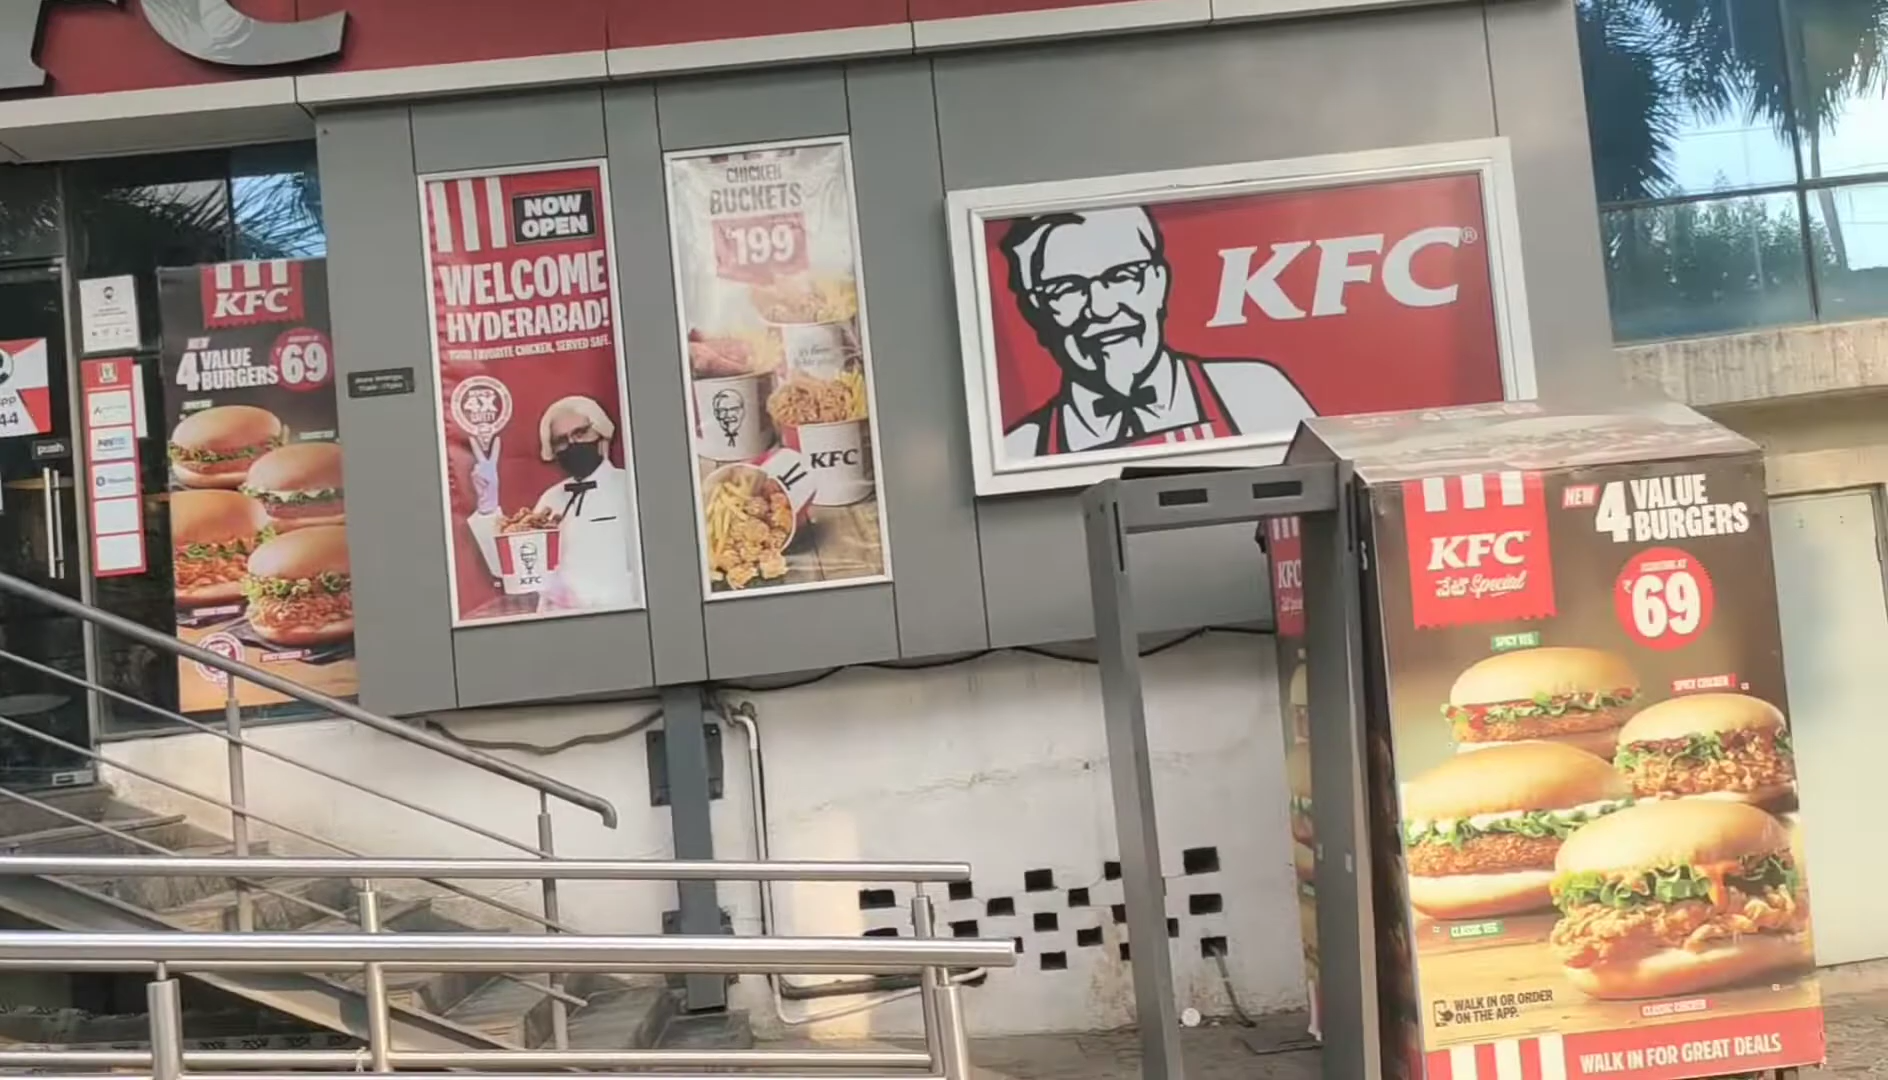 KFC
NEW
4 VALUE
BURGERS
69
push
NOW
OPEN
WELCOME
HYDERABAD!
YOUR FAVORITE CHICKEN, SERVED SAFE.
4X
SAFETY
KFC
CHICKEN
BUCKETS
199
KFC
KFC®
KFC
NEW
4 VALUE
BURGERS
KFC
నేటి Special
STARTING AT
₹69
SPICY VEG
SPICY CHICKEN
CLASSIC VEG
CLASSIC CHICKEN
WALK IN OR ORDER
ON THE APP.
WALK IN FOR GREAT DEALS